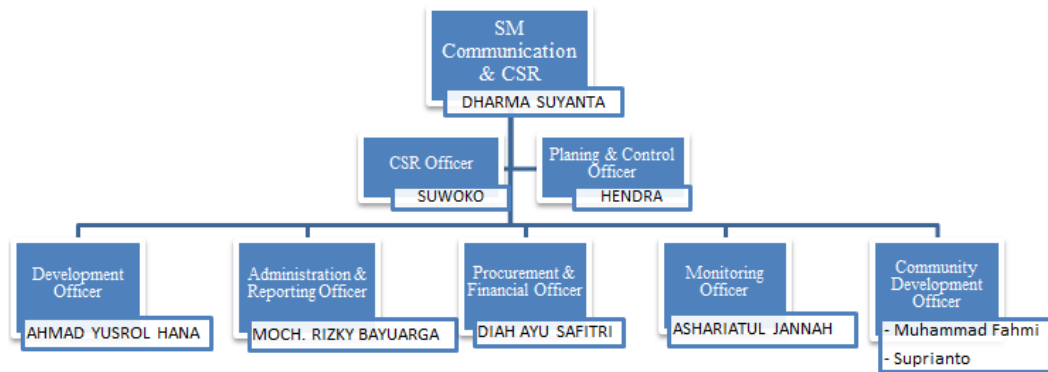 SM
Communication
& CSR
DHARMA SUYANTA
CSR Officer
SUWOKO
Planing & Control
Officer
HENDRA
Development
Officer
AHMAD YUSROL HANA
Administration &
Reporting Officer
MOCH. RIZKY BAYUARGA
Procurement &
Financial Officer
DIAH AYU SAFITRI
Monitoring
Officer
ASHARIATUL JANNAH
Community
Development
Officer
- Muhammad Fahmi
- Suprianto